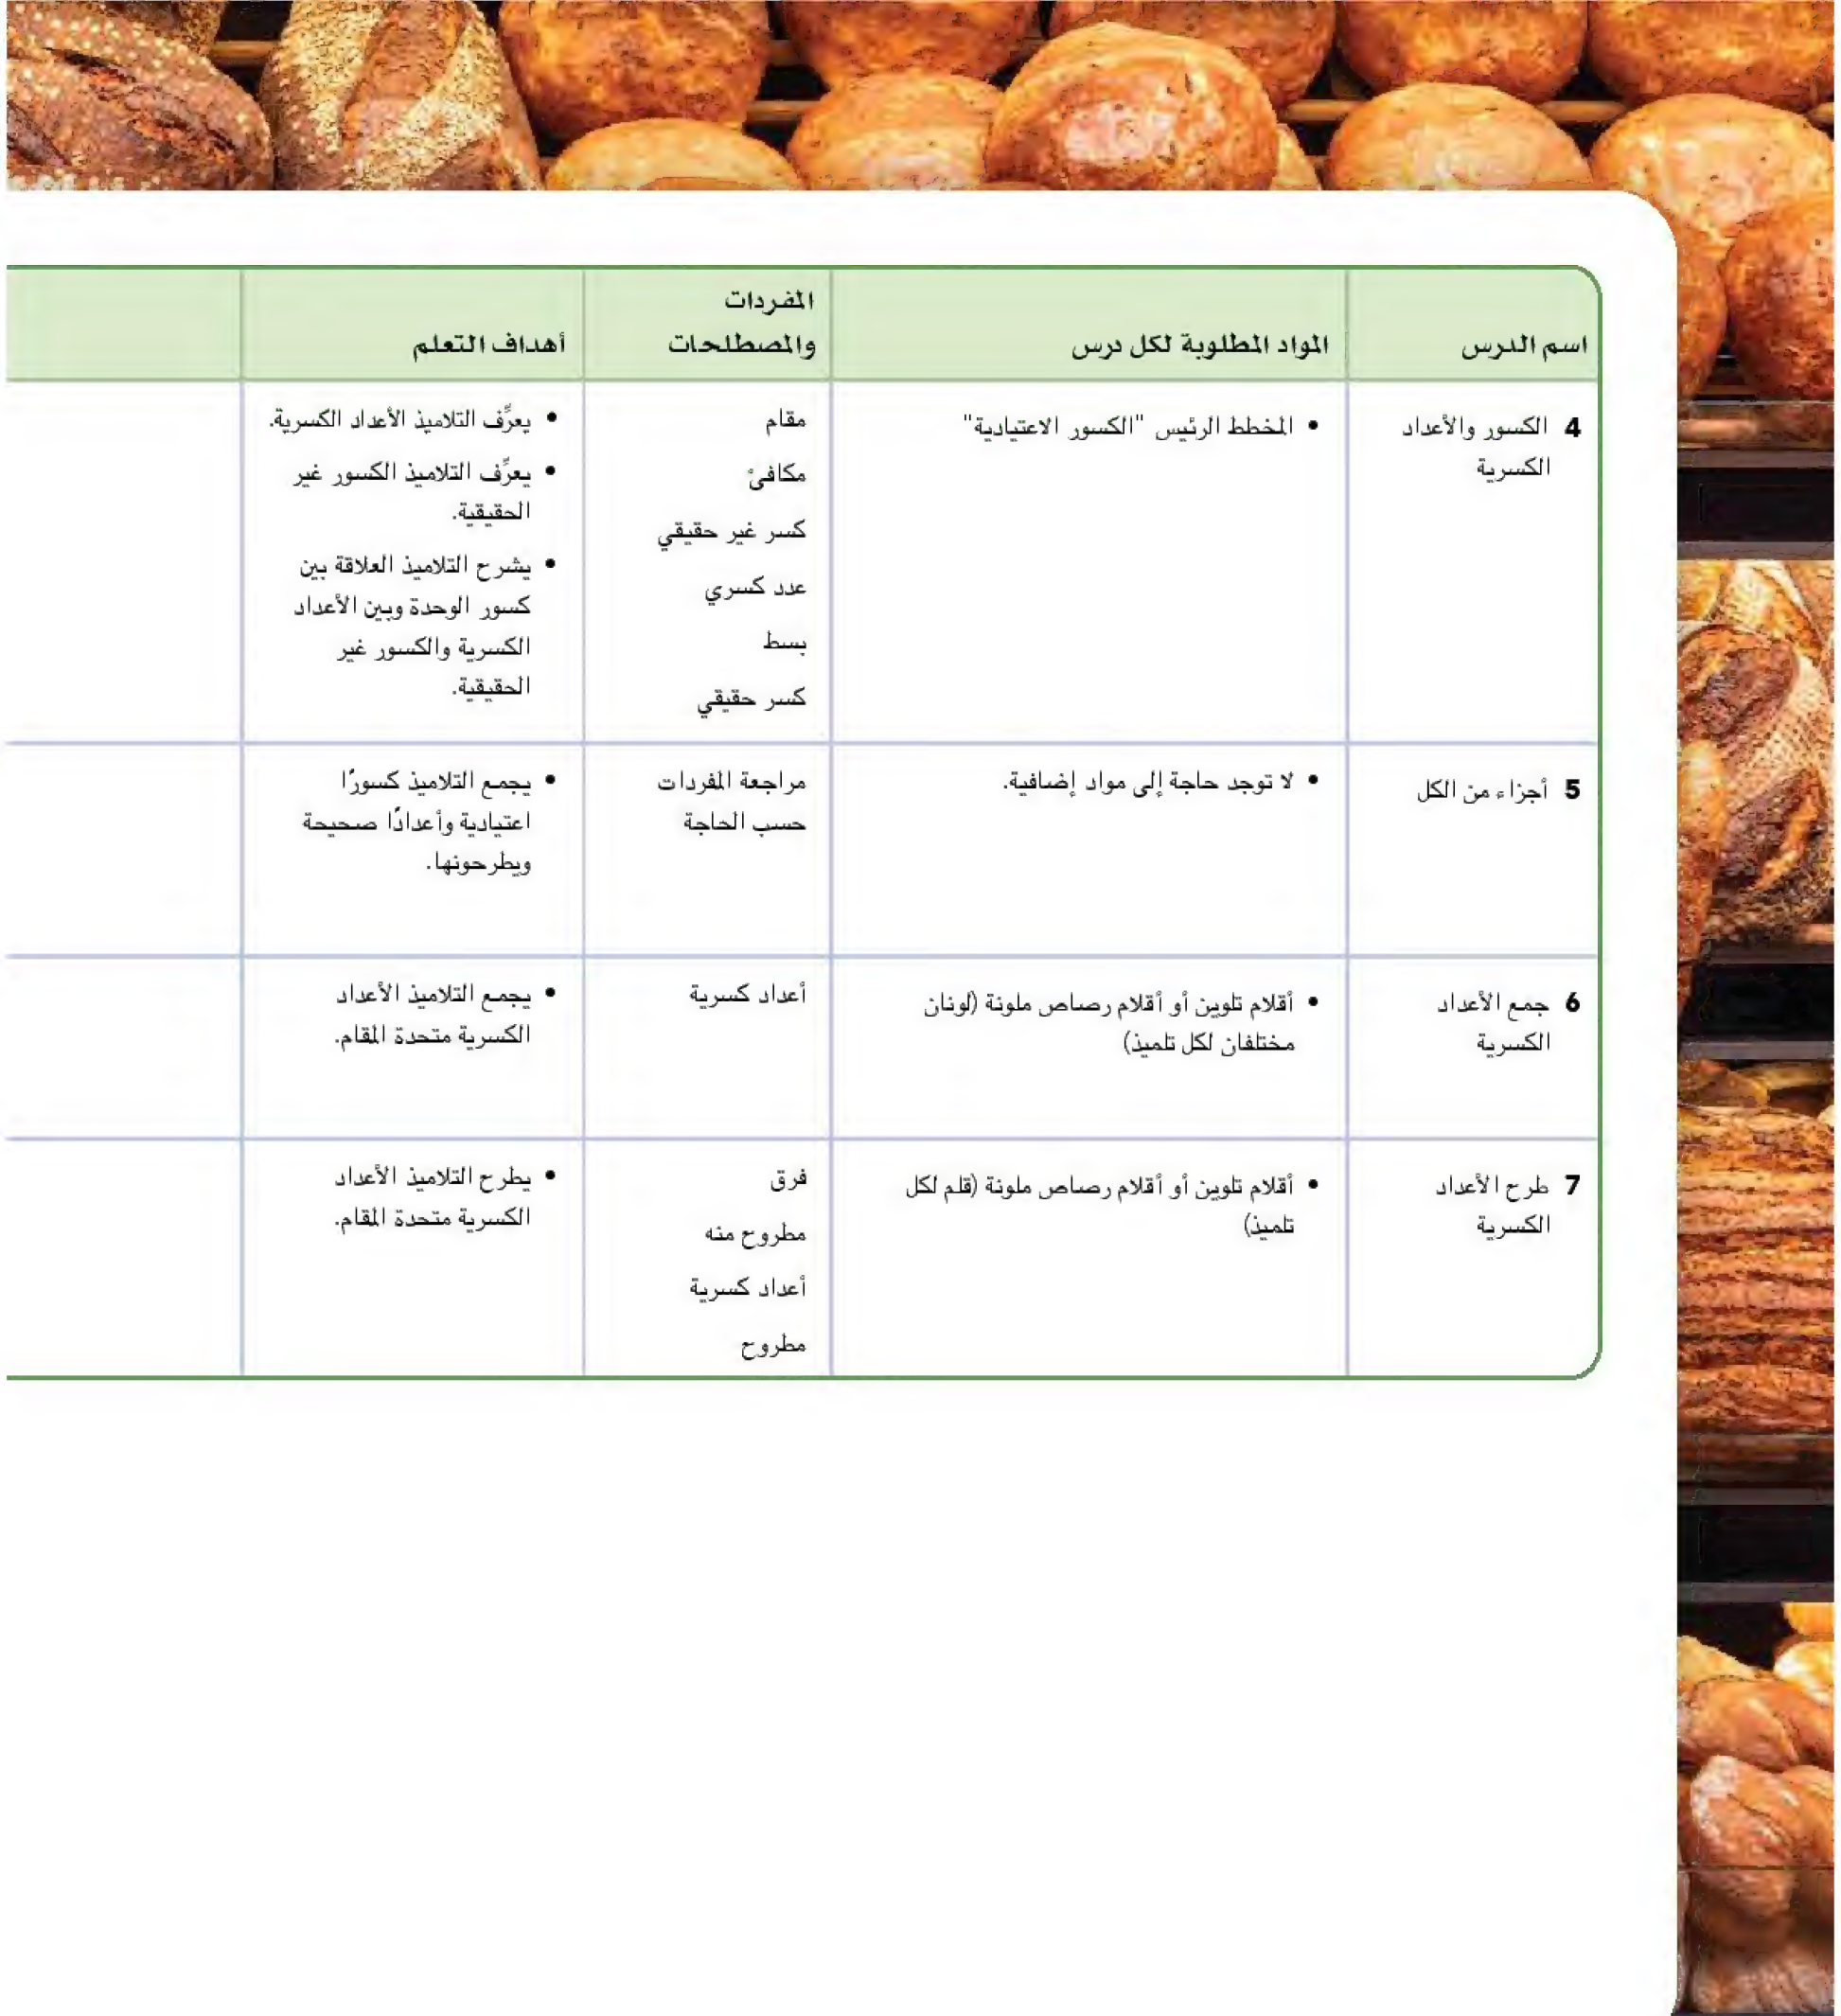 اسم الدرس
المواد المطلوبة لكل درس
المفردات
والمصطلحات
أهداف التعلم
4 الكسور والأعداد
الكسرية
• المخطط الرئيس "الكسور الاعتيادية"
مقام
مكافئ
كسر غير حقيقي
عدد كسري
بسط
كسر حقيقي
• يعرِّف التلاميذ الأعداد الكسرية.
• يعرِّف التلاميذ الكسور غير
الحقيقية.
• يشرح التلاميذ العلاقة بين
كسور الوحدة وبين الأعداد
الكسرية والكسور غير
الحقيقية.
5 أجزاء من الكل
• لا توجد حاجة إلى مواد إضافية.
مراجعة المفردات
حسب الحاجة
• يجمع التلاميذ كسورًا
اعتيادية وأعدادًا صحيحة
ويطرحونها.
6 جمع الأعداد
الكسرية
• أقلام تلوين أو أقلام رصاص ملونة (لونان
مختلفان لكل تلميذ)
أعداد كسرية
• يجمع التلاميذ الأعداد
الكسرية متحدة المقام.
7 طرح الأعداد
الكسرية
• أقلام تلوين أو أقلام رصاص ملونة (قلم لكل
تلميذ)
فرق
مطروح منه
أعداد كسرية
مطروح
• يطرح التلاميذ الأعداد
الكسرية متحدة المقام.